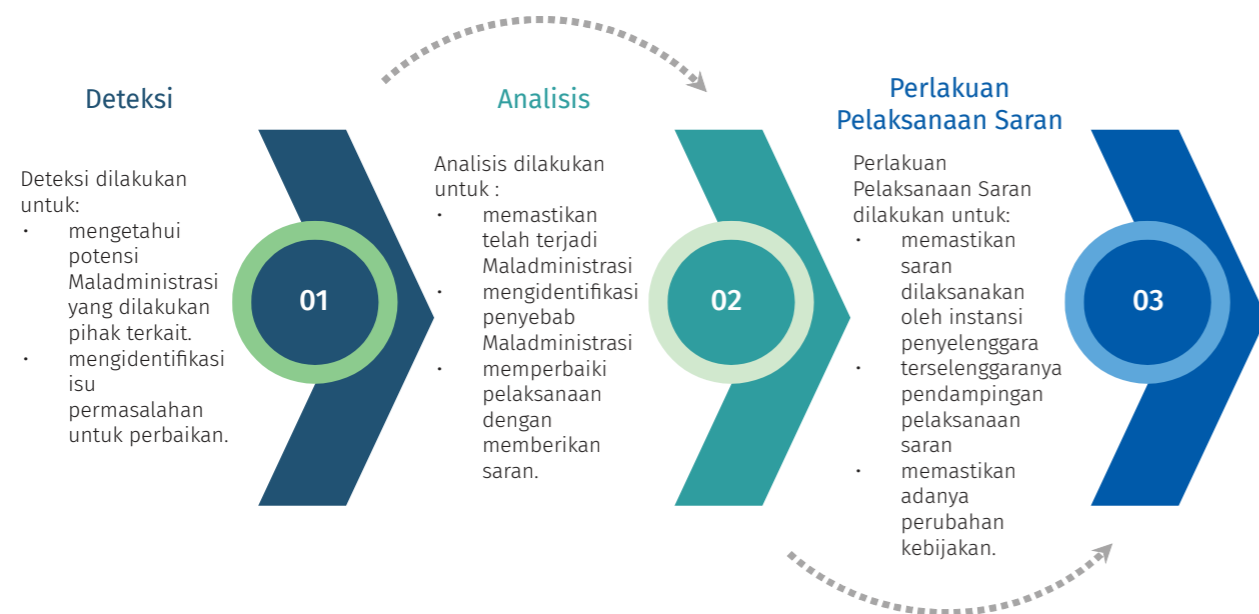 Deteksi
Deteksi dilakukan
untuk:
• mengetahui
potensi
Maladministrasi
yang dilakukan
pihak terkait.
• mengidentifikasi
isu
permasalahan
untuk perbaikan.
01
Analisis
Analisis dilakukan
untuk :
• memastikan
telah terjadi
Maladministrasi
• mengidentifikasi
penyebab
Maladministrasi
• memperbaiki
pelaksanaan
dengan
memberikan
saran.
02
Perlakuan
Pelaksanaan Saran
Perlakuan
Pelaksanaan Saran
dilakukan untuk:
• memastikan
saran
dilaksanakan
oleh instansi
penyelenggara
• terselenggaranya
pendampingan
pelaksanaan
saran
• memastikan
adanya
perubahan
kebijakan.
03